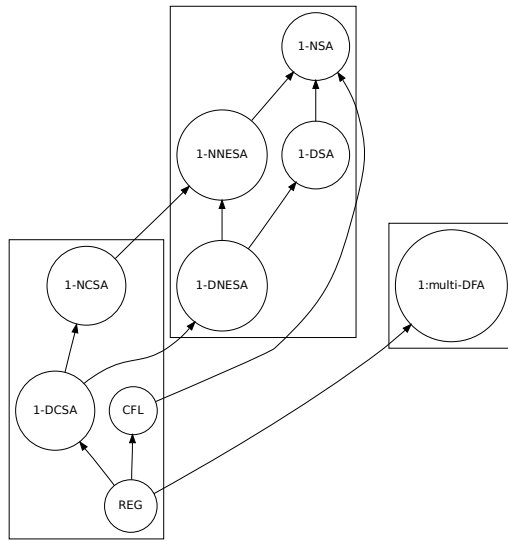 1-NSA
1-NNESA
1-DSA
1-NCSA
1-DNESA
1:multi-DFA
1-DCSA
CFL
REG